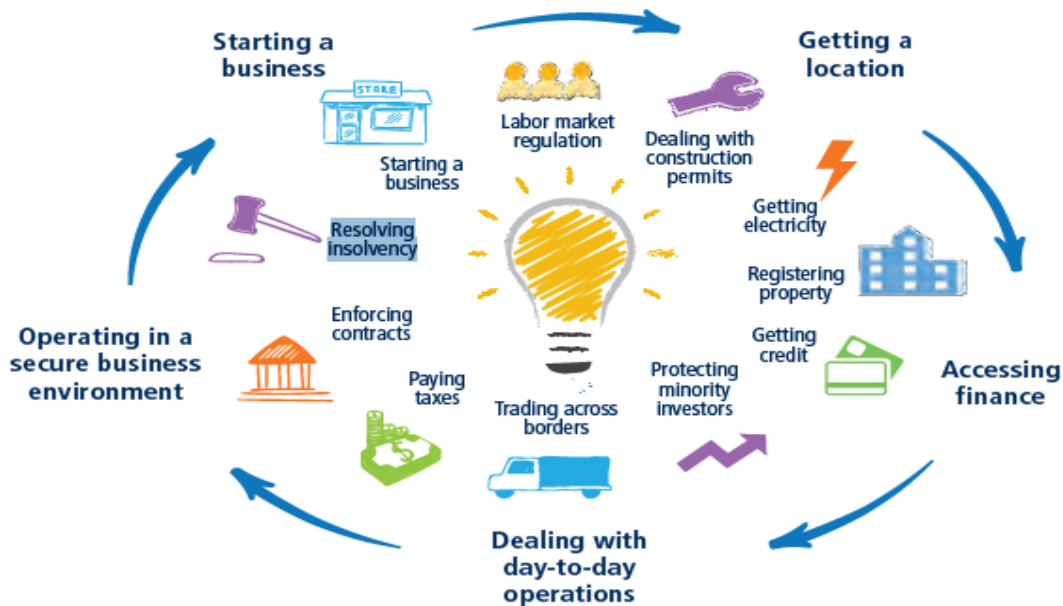 Starting a
business
Getting a
location
STORE
Labor market
regulation
Dealing with
construction
permits
Starting a
business
Getting
electricity
Resolving
insolvency
Registering
property
Enforcing
contracts
Getting
credit
Operating in a
secure business
environment
Accessing
finance
Paying
taxes
Trading across
borders
Protecting
minority
investors
$
Dealing with
day-to-day
operations